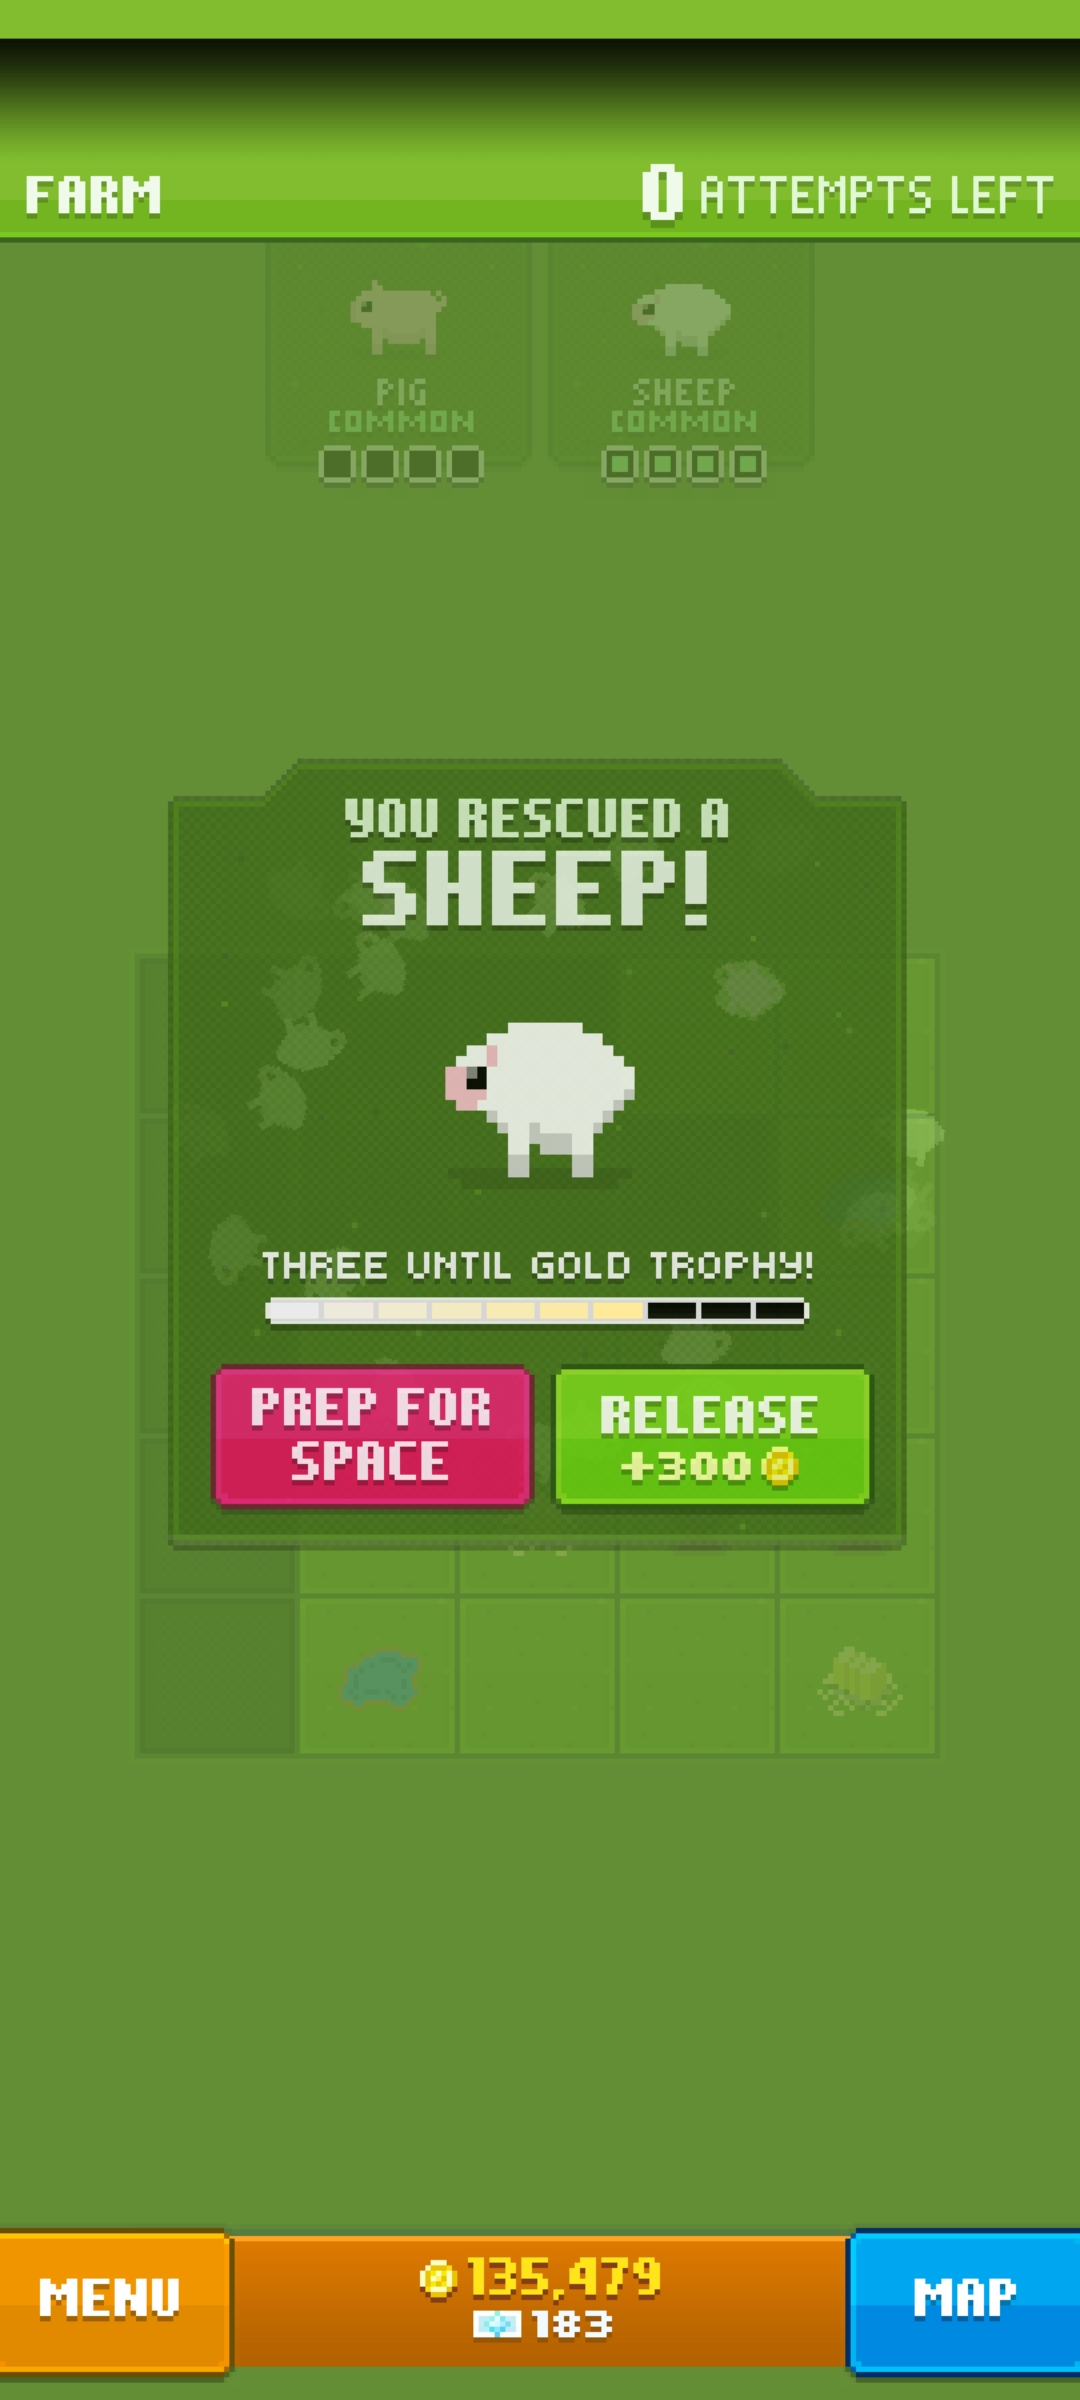 FARM
0 ATTEMPTS LEFT
PIG
COMMON
SHEEP
COMMON
YOU RESCUED A
SHEEP!
THREE UNTIL GOLD TROPHY!
PREP FOR
SPACE
RELEASE
+300
MENU
135,479
183
MAP